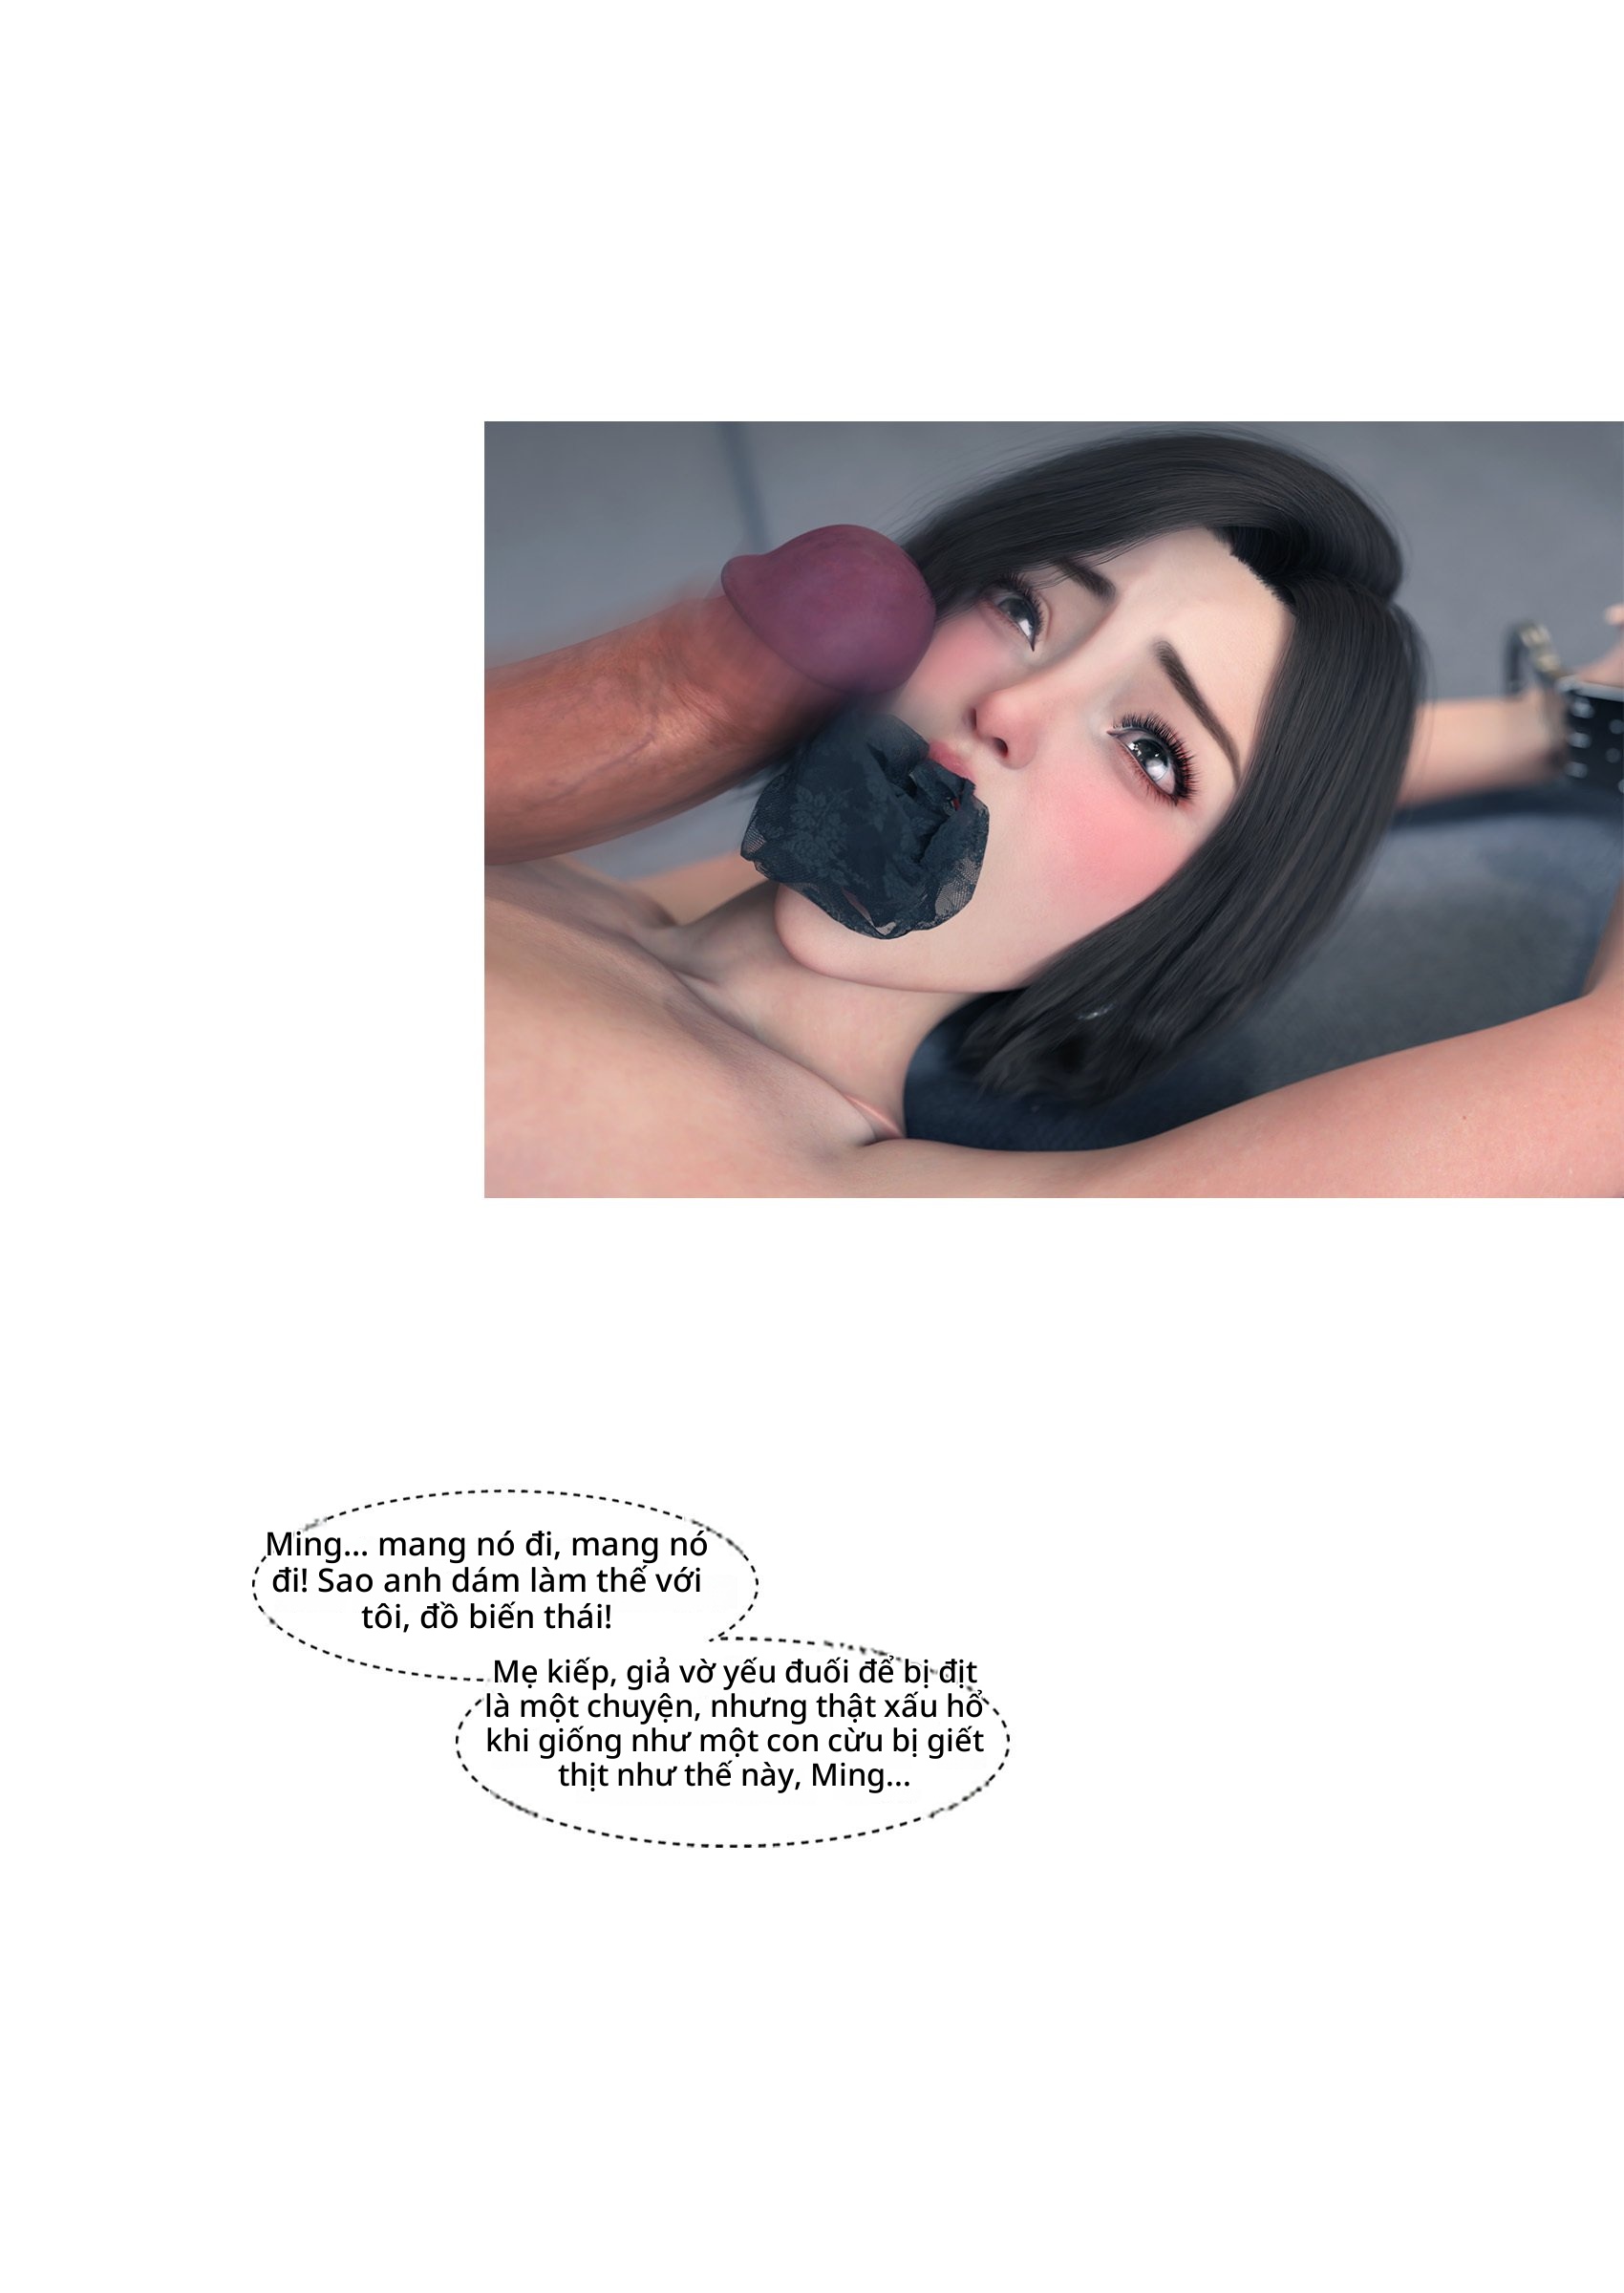 Ming... mang nó đi, mang nó
đi! Sao anh dám làm thế với
tôi, đồ biến thái!
Mẹ kiếp, giả vờ yếu đuối để bị địt
là một chuyện, nhưng thật xấu hổ
khi giống như một con cừu bị giết
thịt như thế này, Ming...